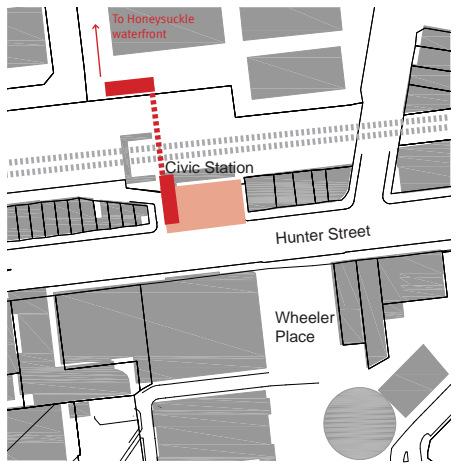 To Honeysuckle
waterfront
Civic Station
Hunter Street
Wheeler
Place